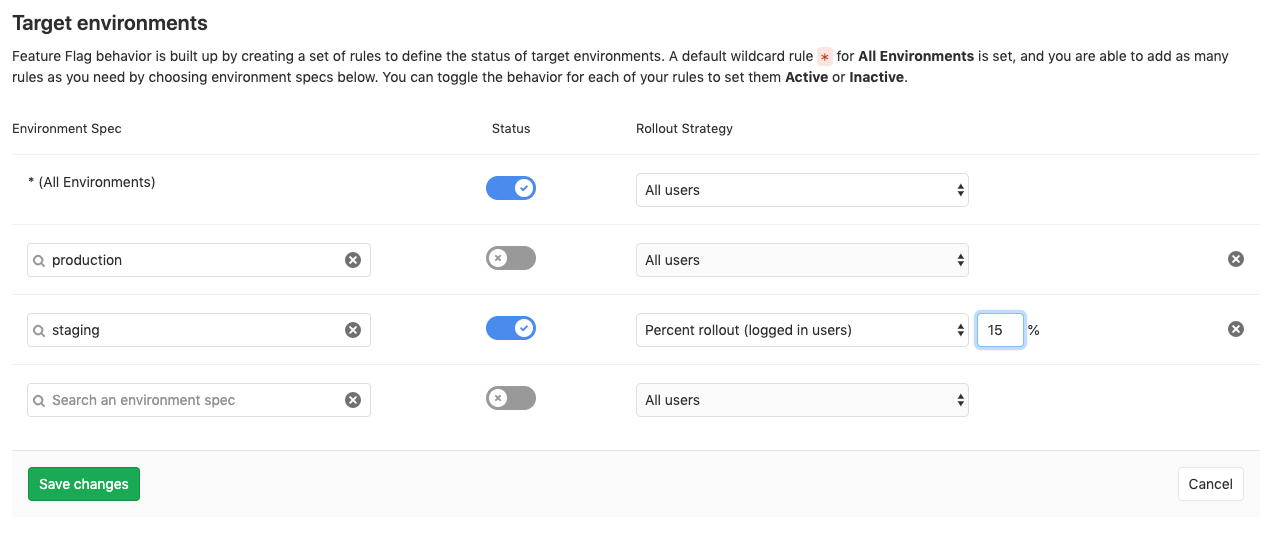 Target environments
Feature Flag behavior is built up by creating a set of rules to define the status of target environments. A default wildcard rule * for All Environments is set, and you are able to add as many
rules as you need by choosing environment specs below. You can toggle the behavior for each of your rules to set them Active or Inactive.
Environment Spec Status Rollout Strategy
* (All Environments) All users
production All users
staging Percent rollout (logged in users) 15 %
Search an environment spec All users
Save changes Cancel